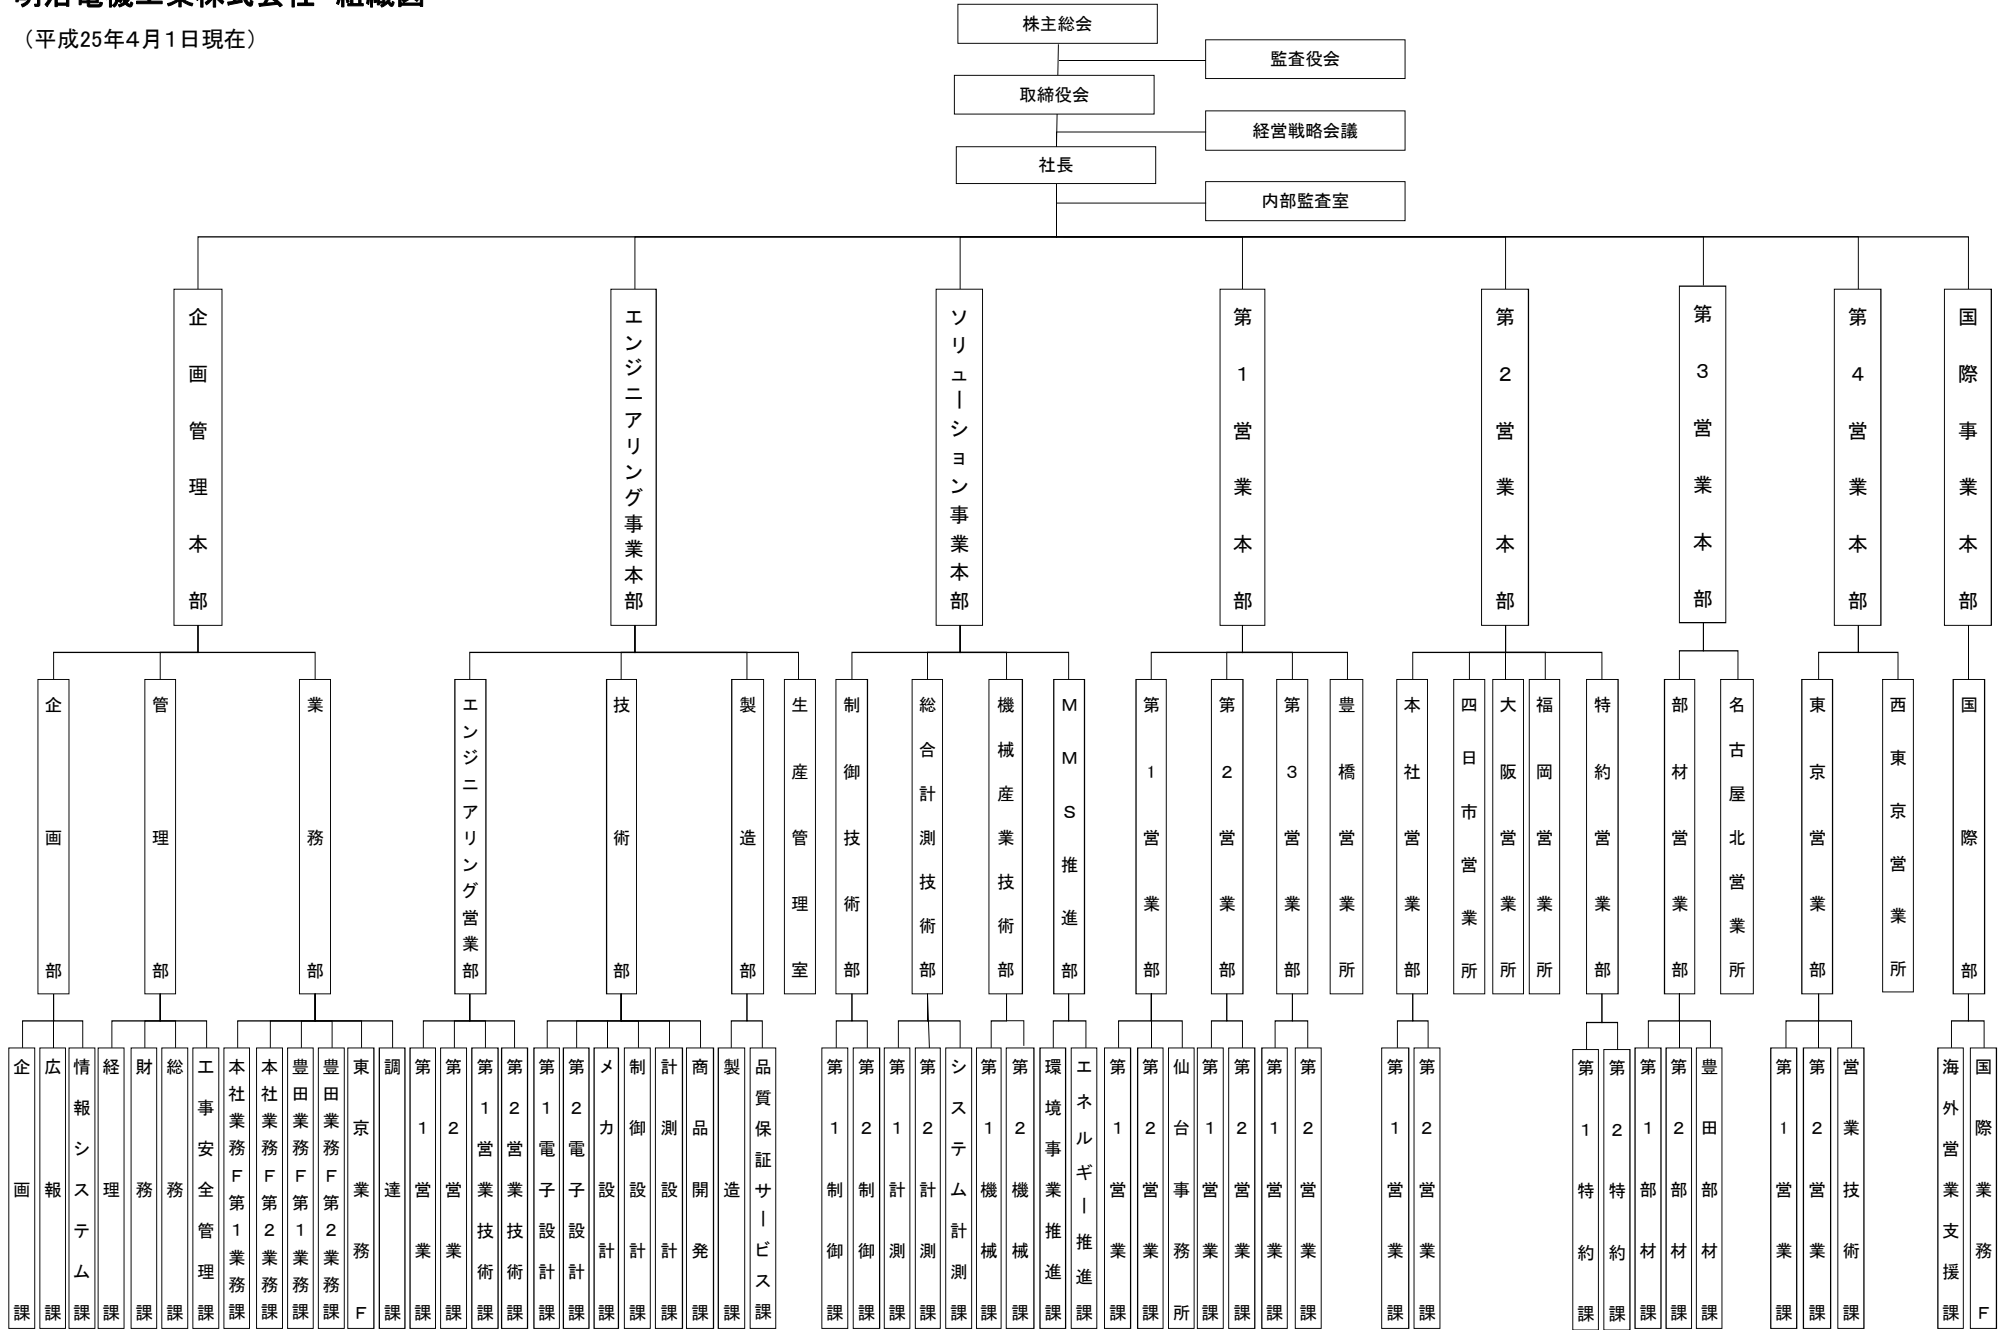 明治電機工業株式会社 組織図
（平成25年4月1日現在）
株主総会
監査役会
取締役会
経営戦略会議
社長
内部監査室
企画管理本部
エンジニアリング事業本部
ソリューション事業本部
第1営業本部
第2営業本部
第3営業本部
第4営業本部
国際事業本部
企画部
管理部
業務部
エンジニアリング営業部
技術部
製造部
生産管理室
制御技術部
総合計測技術部
機械産業技術部
MMS推進部
第1営業部
第2営業部
第3営業部
豊橋営業所
本社営業部
四日市営業所
大阪営業所
福岡営業所
特約営業部
部材営業部
名古屋北営業所
東京営業部
西東京営業所
国際部
企画課
広報課
情報システム課
経理課
財務課
総務課
工事安全管理課
本社業務F第1業務課
本社業務F第2業務課
豊田業務F第1業務課
豊田業務F第2業務課
東京業務F
調達課
第1営業課
第2営業課
第1営業技術課
第2営業技術課
第1電子設計課
第2電子設計課
メカ設計課
制御設計課
計測設計課
商品開発課
製造課
品質保証サービス課
第1制御課
第2制御課
第1計測課
第2計測課
システム計測課
第1機械課
第2機械課
環境事業推進課
エネルギー推進課
第1営業課
第2営業課
仙台事務所
第1営業課
第2営業課
第1営業課
第2営業課
第1営業課
第2営業課
第1特約課
第2特約課
第1部材課
第2部材課
豊田部材課
第1営業課
第2営業課
営業技術課
海外営業支援課
国際業務F